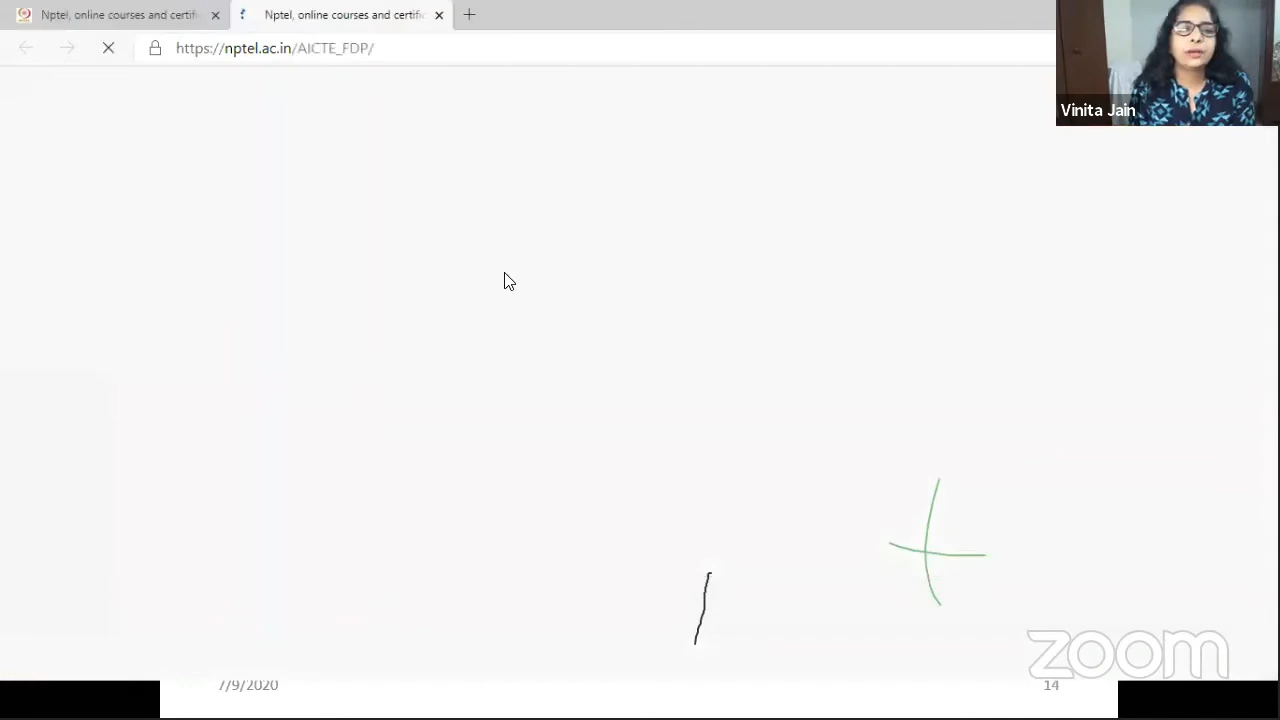 Nptel, online courses and certifi
Nptel, online courses and certific
https://nptel.ac.in/AICTE_FDP/
Vinita Jain
zoom
7/9/2020
14